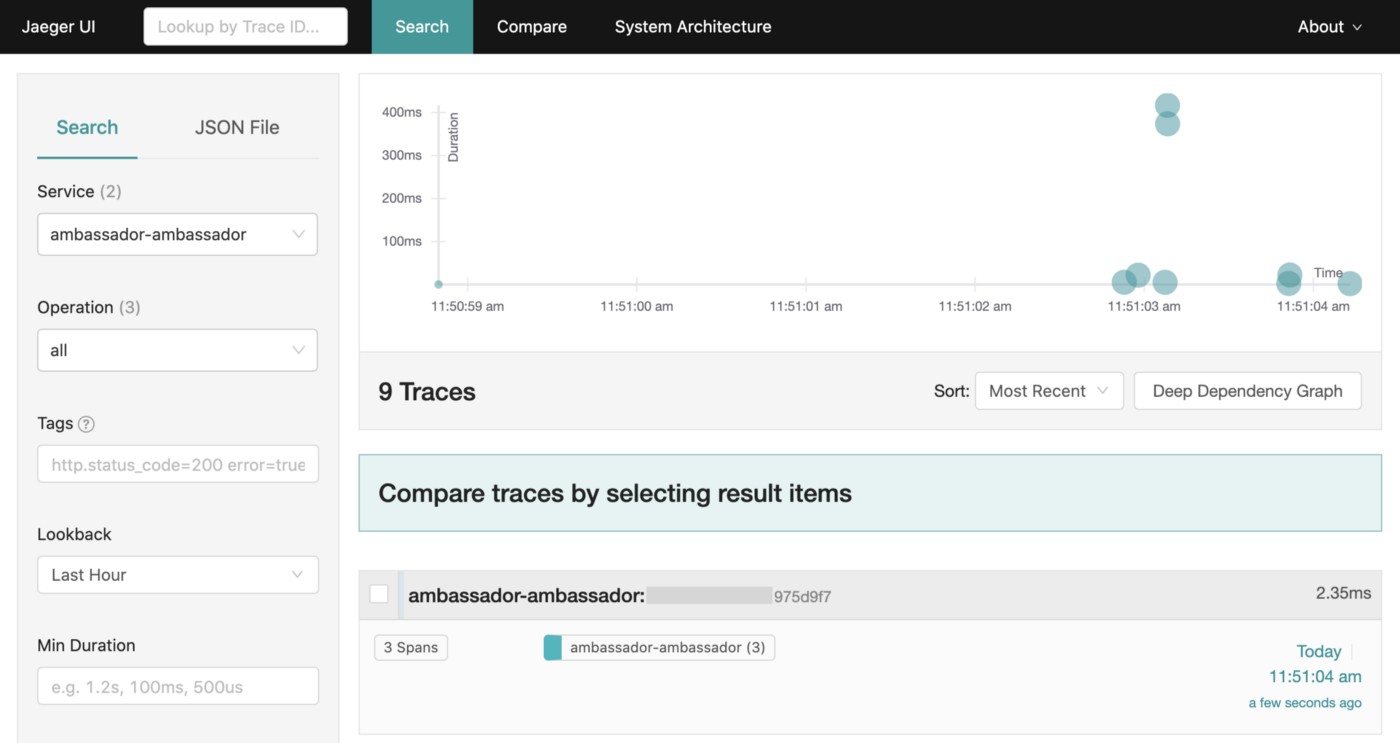 Jaeger UI
Lookup by Trace ID...
Search
Compare
System Architecture
About
Search
JSON File
Service (2)
ambassador-ambassador
Operation (3)
all
Tags ?
http.status_code=200 error=true
Lookback
Last Hour
Min Duration
e.g. 1.2s, 100ms, 500us
400ms
300ms
200ms
100ms
Duration
Time
11:50:59 am
11:51:00 am
11:51:01 am
11:51:02 am
11:51:03 am
11:51:04 am
9 Traces
Sort:
Most Recent
Deep Dependency Graph
Compare traces by selecting result items
ambassador-ambassador: 975d9f7
2.35ms
3 Spans
ambassador-ambassador (3)
Today
11:51:04 am
a few seconds ago